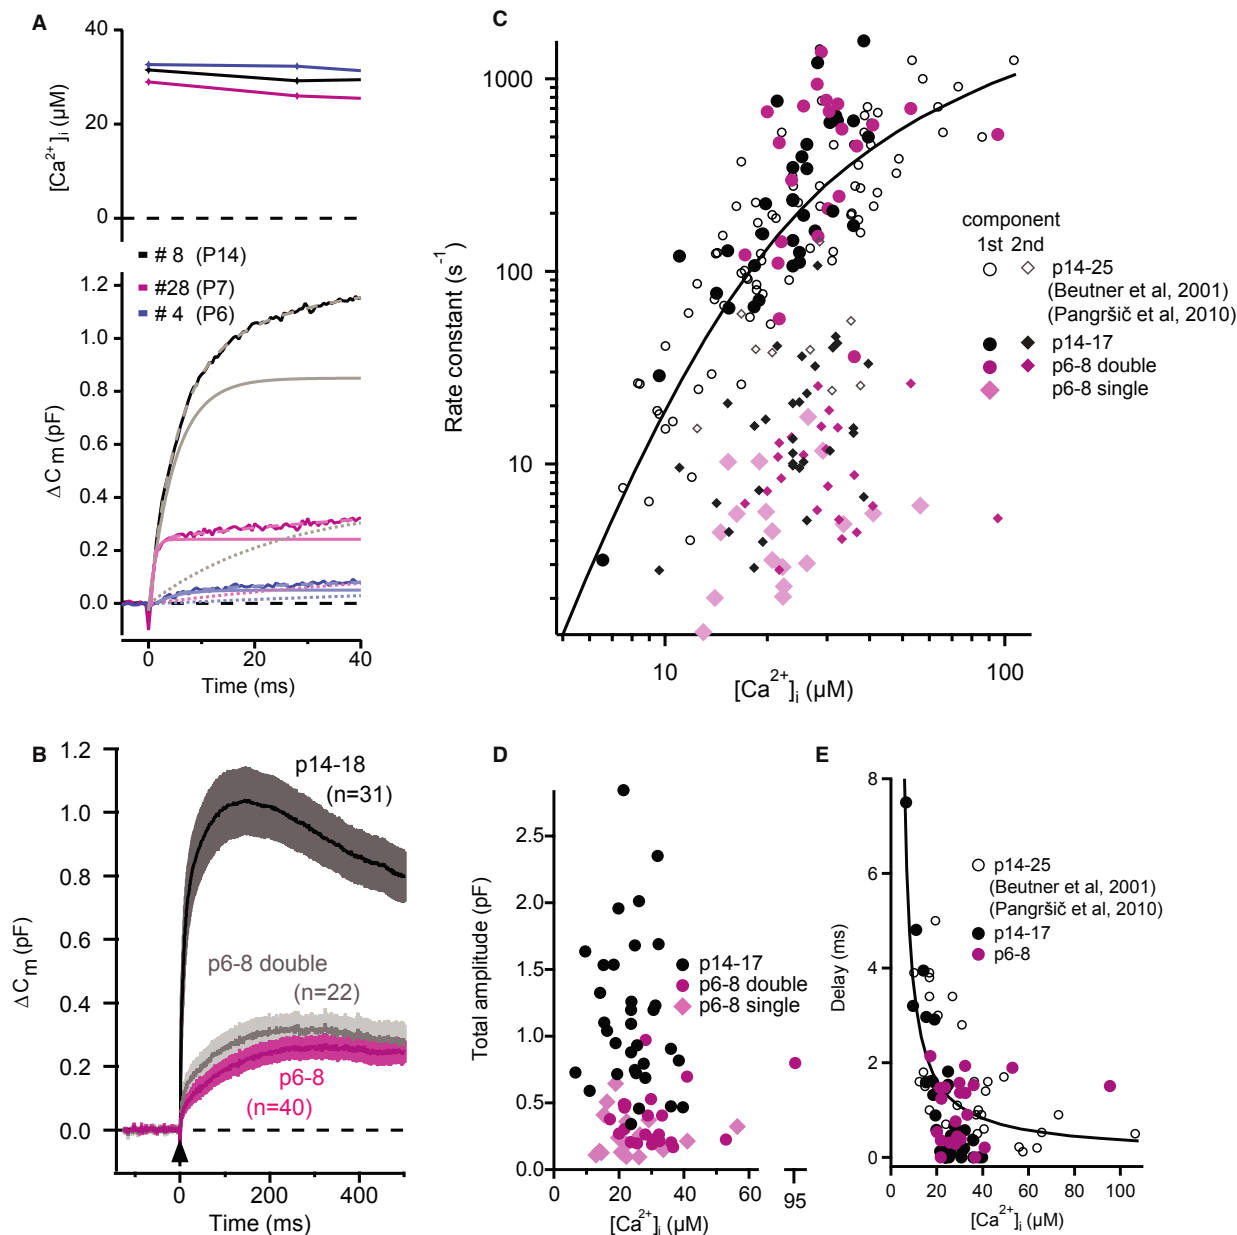 A
40
20
0
[Ca2+]i (µM)
# 8 (P14)
#28 (P7)
# 4 (P6)
1.2
1.0
0.8
0.6
0.4
0.2
0.0
ΔCm (pF)
0 20 40
Time (ms)
C
1000
100
10
Rate constant (s-1)
10 100
[Ca2+]i (µM)
component
1st 2nd
p14-25
(Beutner et al, 2001)
(Pangršič et al, 2010)
p14-17
p6-8 double
p6-8 single
B
1.2
1.0
0.8
0.6
0.4
0.2
0.0
ΔCm (pF)
p14-18
(n=31)
p6-8 double
(n=22)
p6-8
(n=40)
0 200 400
Time (ms)
D
2.5
2.0
1.5
1.0
0.5
0.0
Total amplitude (pF)
p14-17
p6-8 double
p6-8 single
0 20 40 60 95
[Ca2+]i (µM)
E
8
6
4
2
0
Delay (ms)
p14-25
(Beutner et al, 2001)
(Pangršič et al, 2010)
p14-17
p6-8
0 20 40 60 80 100
[Ca2+]i (µM)